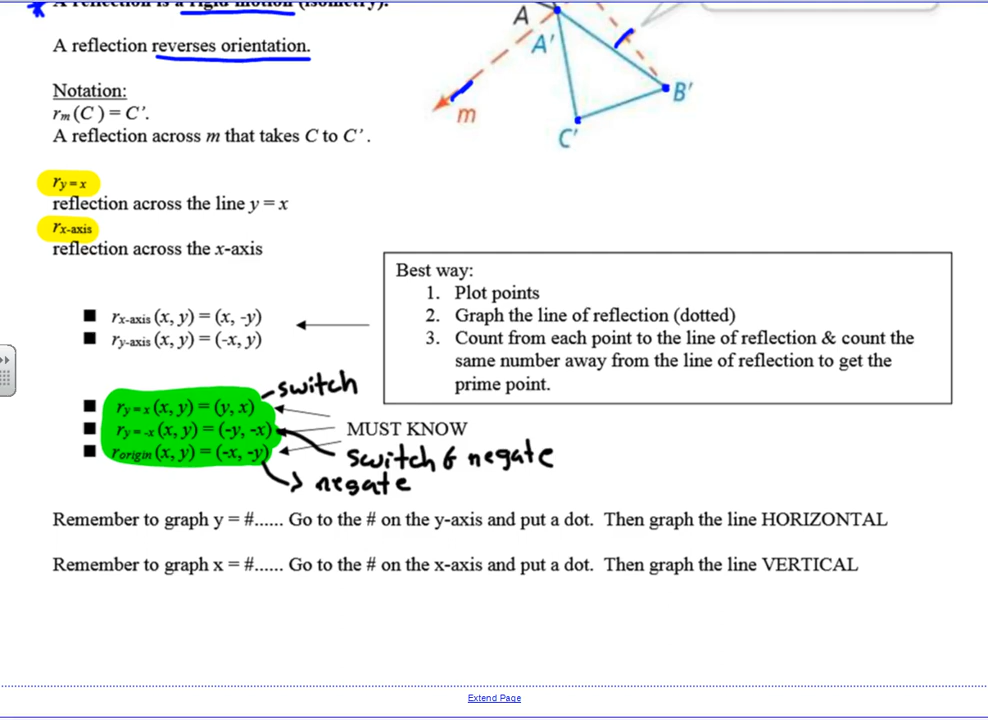 A reflection is a rigid motion (isometry).
A
A'
A reflection reverses orientation.
B'
m
C'
Notation:
rm (C) = C'.
A reflection across m that takes C to C'.
ry = x
reflection across the line y = x
rx-axis
reflection across the x-axis
Best way:
1. Plot points
2. Graph the line of reflection (dotted)
3. Count from each point to the line of reflection & count the
same number away from the line of reflection to get the
prime point.
■ rx-axis (x, y) = (x, -y)
■ ry-axis (x, y) = (-x, y)
switch
■ ry = x (x, y) = (y, x)
■ ry = -x (x, y) = (-y, -x)
MUST KNOW
■ rorigin (x, y) = (-x, -y)
switch & negate
negate
Remember to graph y = #...... Go to the # on the y-axis and put a dot. Then graph the line HORIZONTAL
Remember to graph x = #...... Go to the # on the x-axis and put a dot. Then graph the line VERTICAL
Extend Page